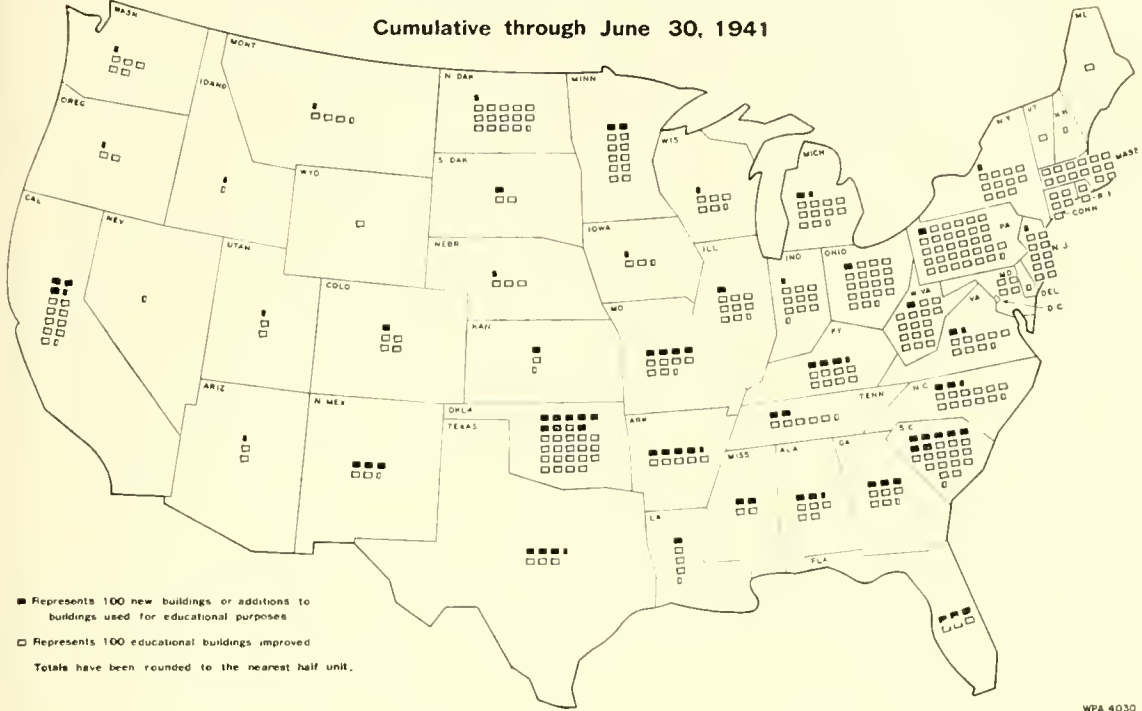 Cumulative through June 30, 1941
WASH
MONT
N DAK
MINN
ME
IDAHO
OREG
N Y
VT
N H
WIS
MICH
MASS
S DAK
WYO
R I
CONN
CAL
NEV
IOWA
PA
UTAH
NEBR
ILL
IND
OHIO
N J
COLO
MO
W VA
MD
VA
DEL
D C
KAN
KY
ARIZ
N MEX
OKLA
TENN
N C
TEXAS
ARK
S C
MISS
ALA
GA
LA
FLA
Represents 100 new buildings or additions to
buildings used for educational purposes
Represents 100 educational buildings improved
Totals have been rounded to the nearest half unit.
WPA 4030